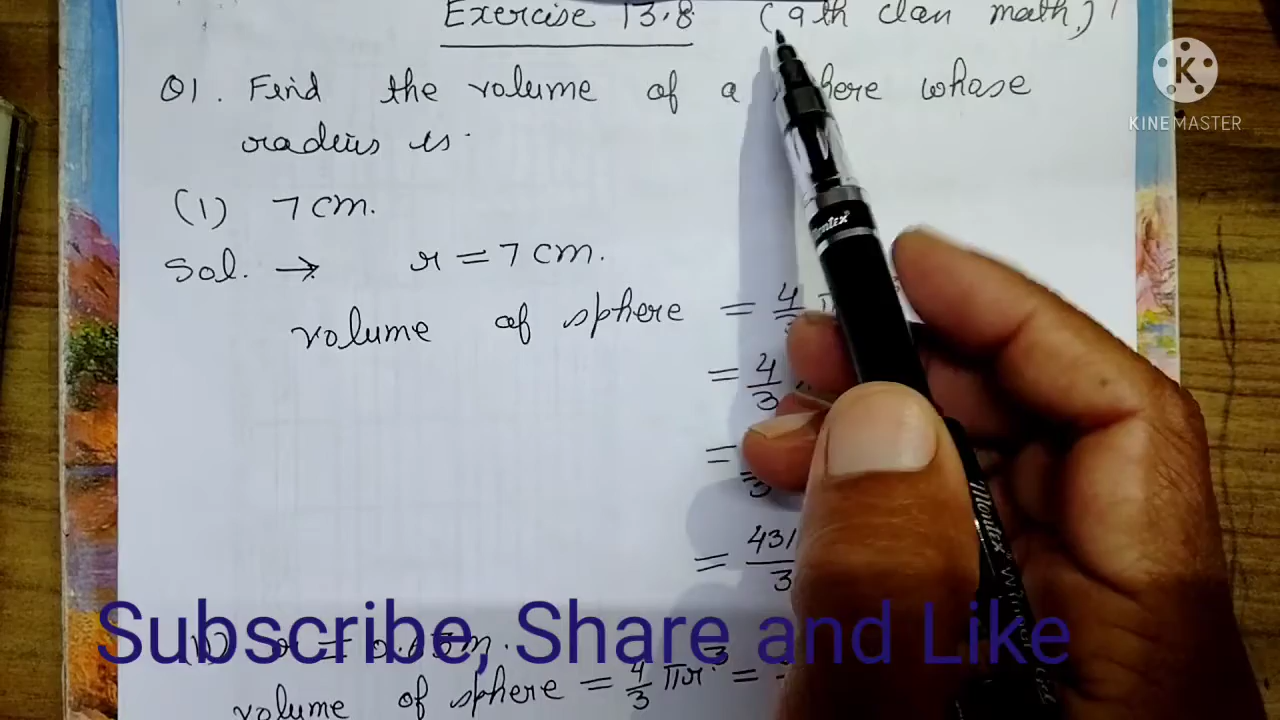 Exercise 13.8 (9th clan math)
Q1. Find the volume of a sphere whose
K
KINEMASTER
radius is.
(1) 7 cm.
Sol. → r = 7 cm.
volume of sphere = 4/3 π
= 4/3
=
= 431/3
Subscribe, Share and Like
volume of sphere = 4/3 πr³ =
Montex